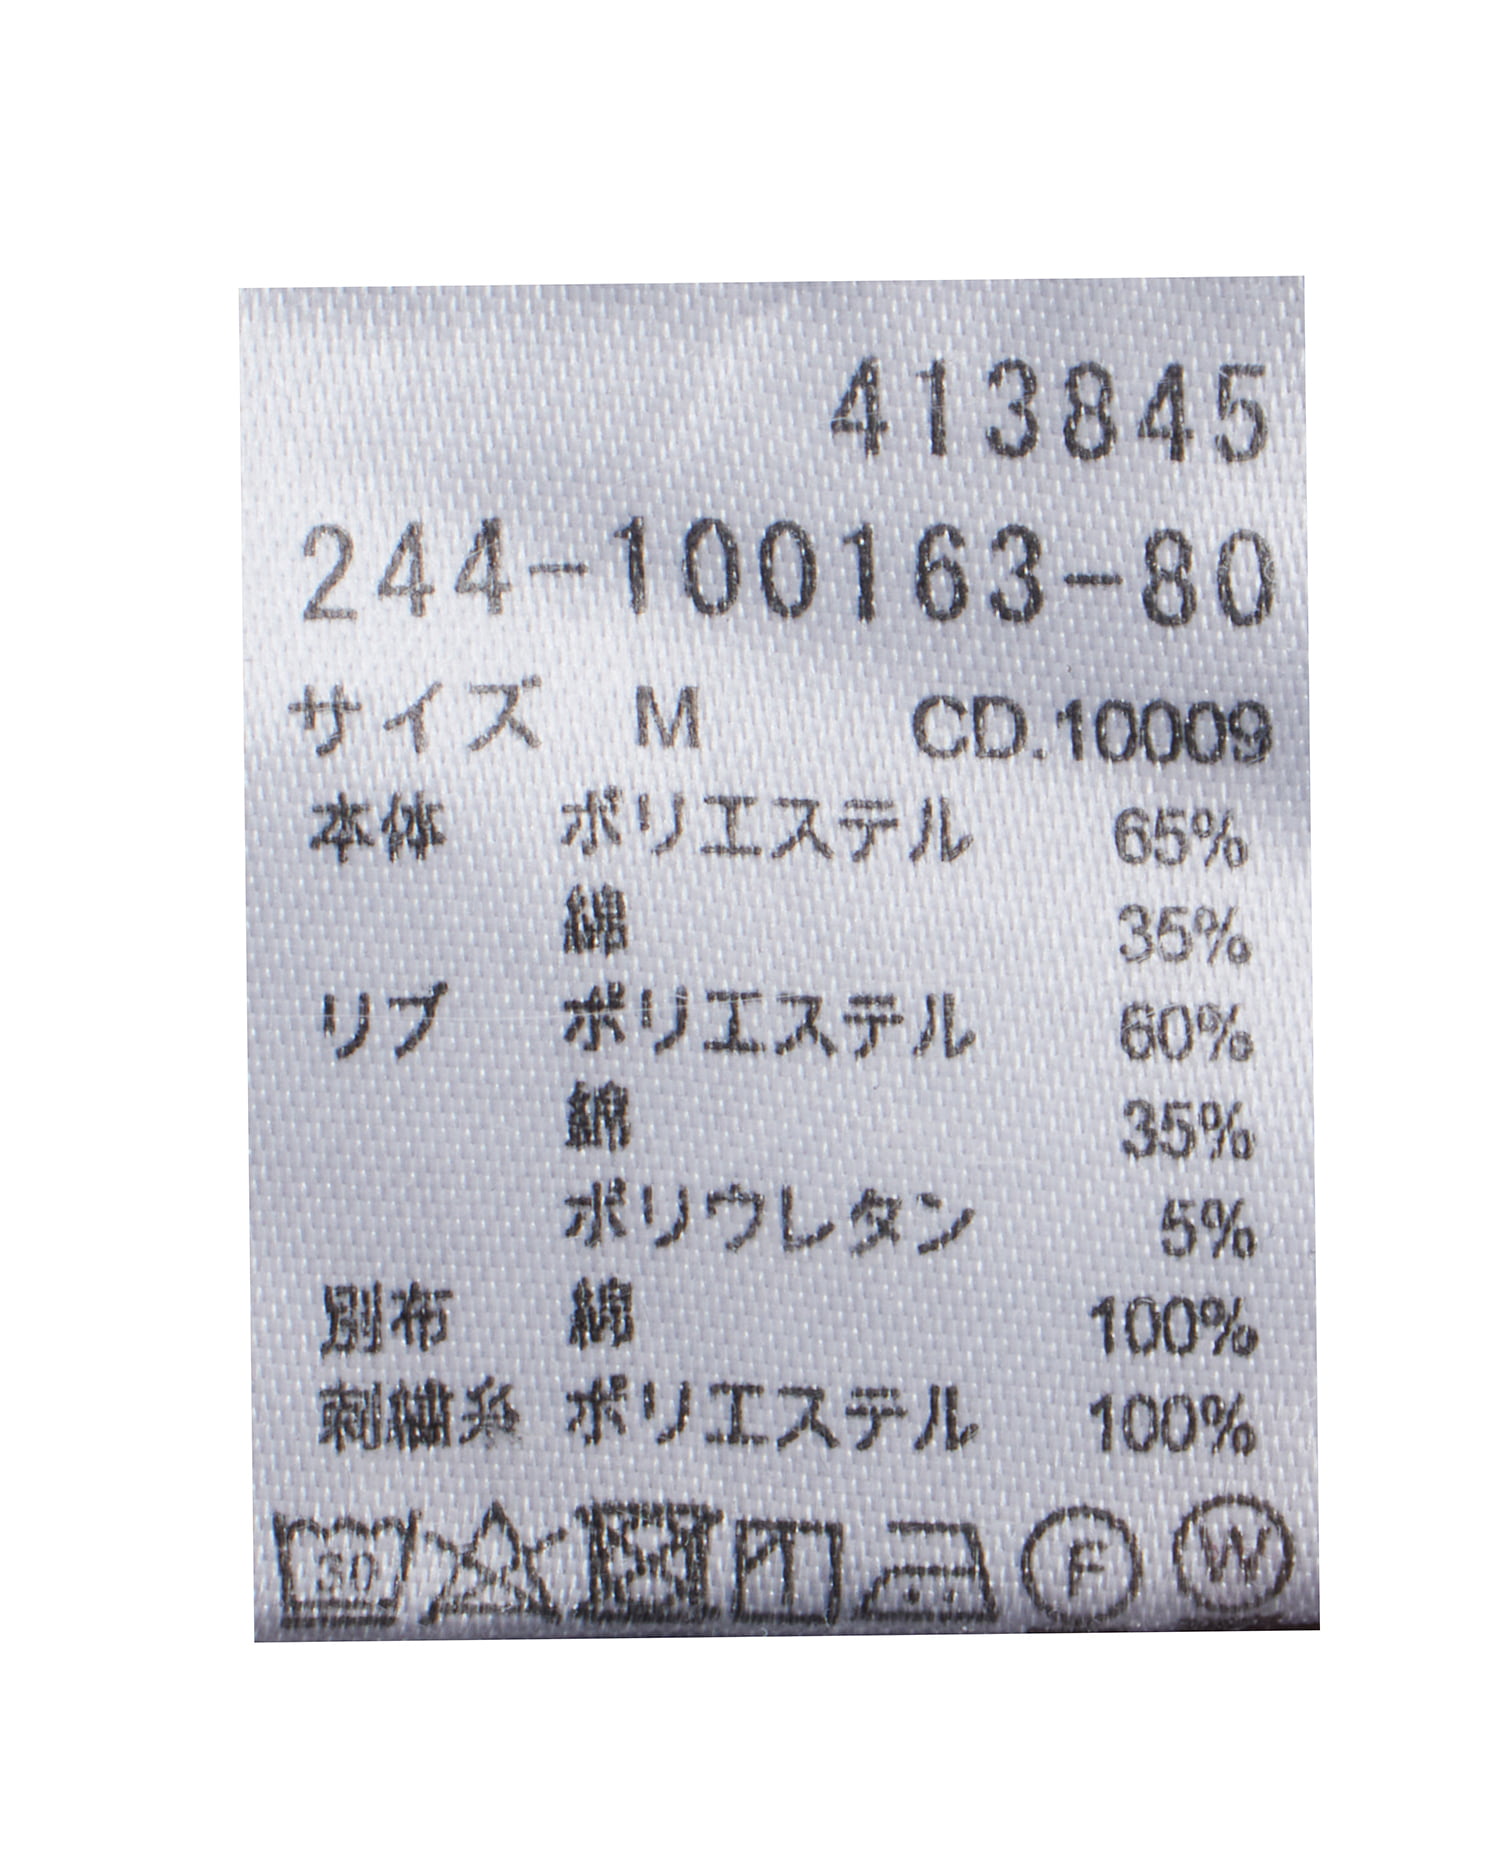 413845
244-100163-80
サイズ M CD.10009
本体 ポリエステル 65%
綿 35%
リブ ポリエステル 60%
綿 35%
ポリウレタン 5%
別布 綿 100%
刺繍糸 ポリエステル 100%
30 F W